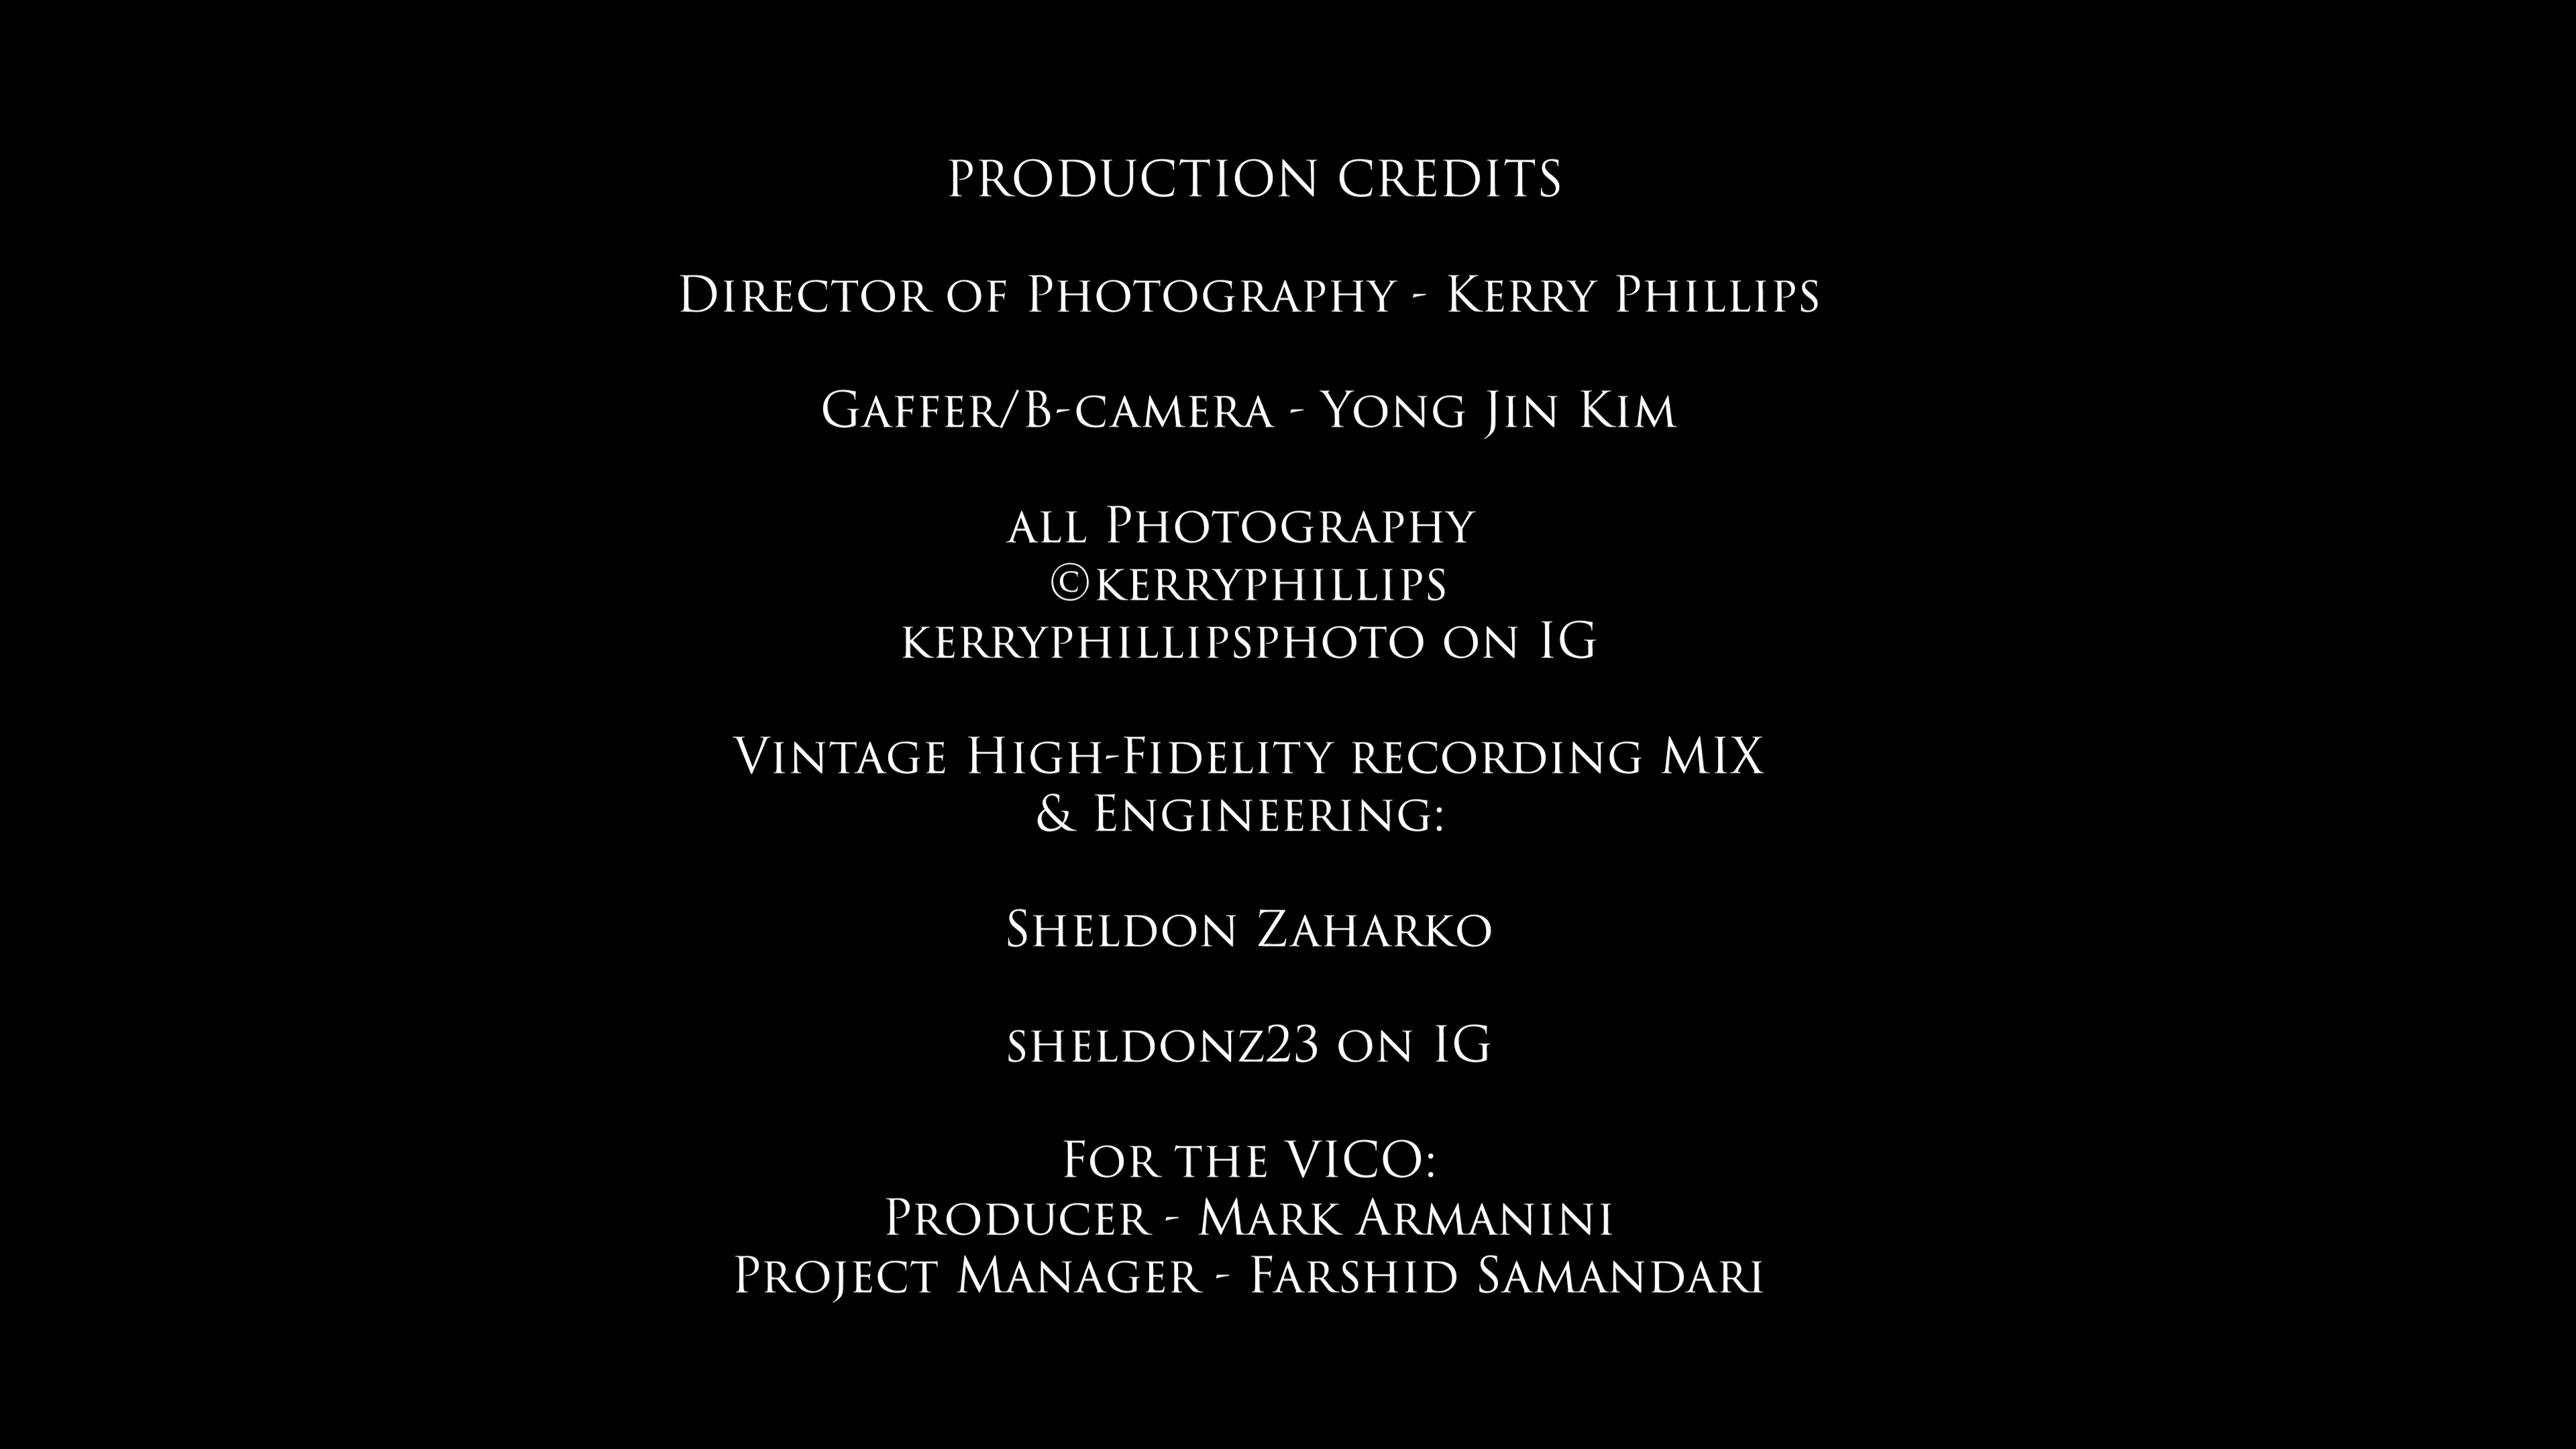 PRODUCTION CREDITS
Director of Photography - Kerry Phillips
Gaffer/B-camera - Yong Jin Kim
all Photography
©kerryphillips
kerryphillipsphoto on IG
Vintage High-Fidelity recording MIX
& Engineering:
Sheldon Zaharko
sheldonz23 on IG
For the VICO:
Producer - Mark Armanini
Project Manager - Farshid Samandari